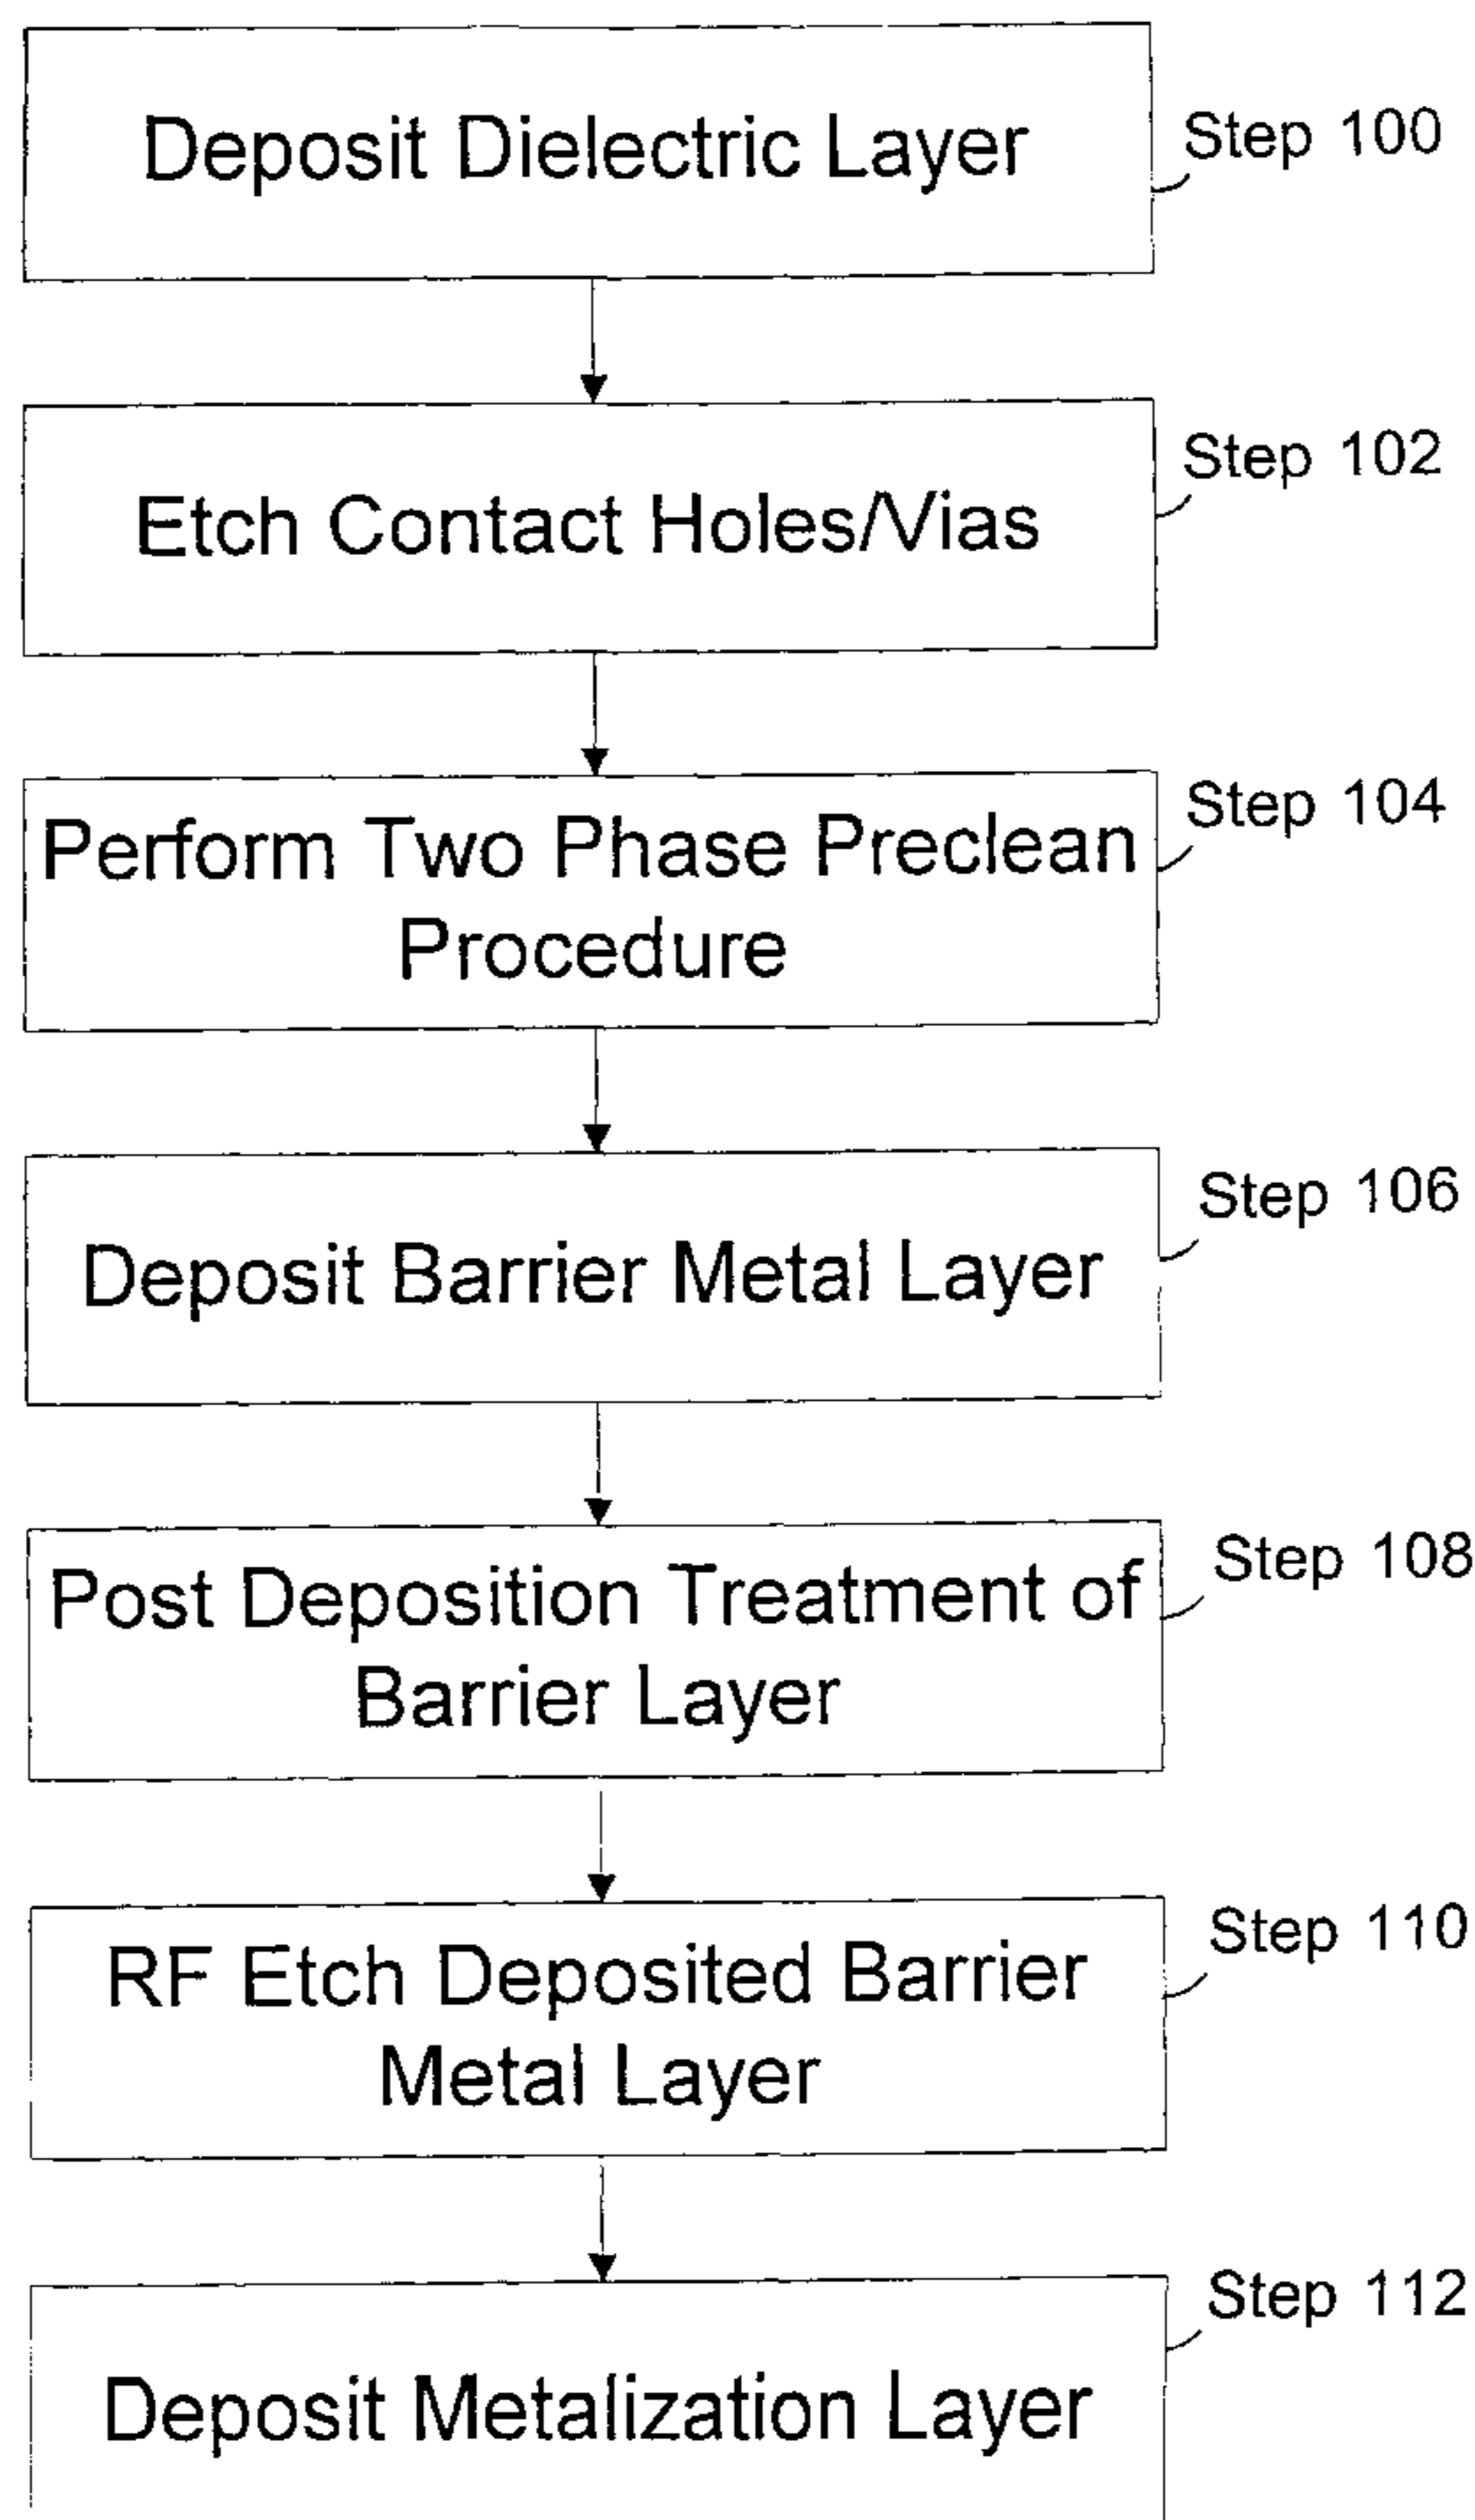 Deposit Dielectric Layer
Step 100
Etch Contact Holes/Vias
Step 102
Perform Two Phase Preclean
Procedure
Step 104
Deposit Barrier Metal Layer
Step 106
Post Deposition Treatment of
Barrier Layer
Step 108
RF Etch Deposited Barrier
Metal Layer
Step 110
Deposit Metalization Layer
Step 112